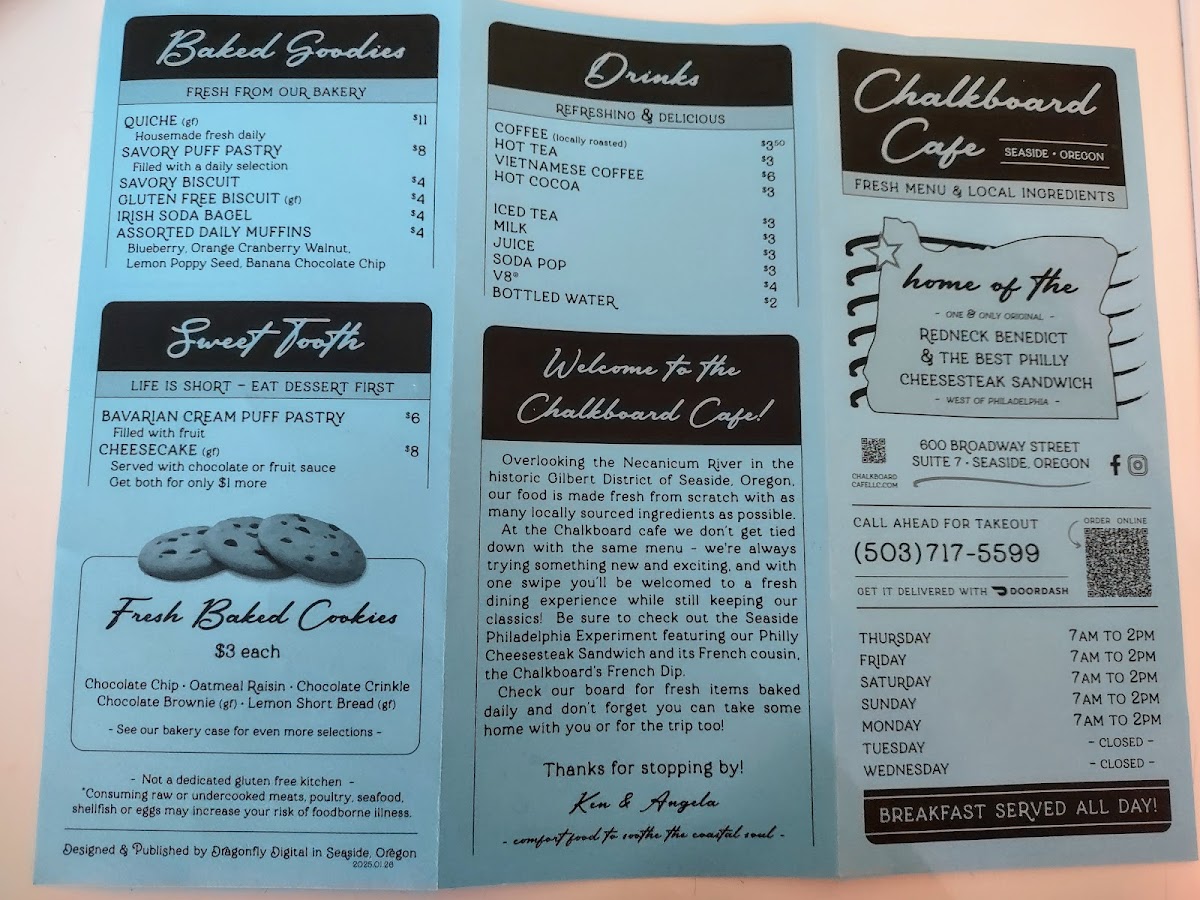 Baked Goodies
FRESH FROM OUR BAKERY
QUICHE (gf) $11
Housemade fresh daily
SAVORY PUFF PASTRY $8
Filled with a daily selection
SAVORY BISCUIT $4
GLUTEN FREE BISCUIT (gf) $4
IRISH SODA BAGEL $4
ASSORTED DAILY MUFFINS $4
Blueberry, Orange Cranberry Walnut,
Lemon Poppy Seed, Banana Chocolate Chip
Sweet Tooth
LIFE IS SHORT - EAT DESSERT FIRST
BAVARIAN CREAM PUFF PASTRY $6
Filled with fruit
CHEESECAKE (gf) $8
Served with chocolate or fruit sauce
Get both for only $1 more
Fresh Baked Cookies
$3 each
Chocolate Chip • Oatmeal Raisin • Chocolate Crinkle
Chocolate Brownie (gf) • Lemon Short Bread (gf)
- See our bakery case for even more selections -
- Not a dedicated gluten free kitchen -
*Consuming raw or undercooked meats, poultry, seafood,
shellfish or eggs may increase your risk of foodborne illness.
Designed & Published by Dragonfly Digital in Seaside, Oregon
2025.01.26
Drinks
REFRESHING & DELICIOUS
COFFEE (locally roasted) $3.50
HOT TEA $3
VIETNAMESE COFFEE $6
HOT COCOA $3
ICED TEA $3
MILK $3
JUICE $3
SODA POP $3
V8® $4
BOTTLED WATER $2
Welcome to the
Chalkboard Cafe!
Overlooking the Necanicum River in the
historic Gilbert District of Seaside, Oregon,
our food is made fresh from scratch with as
many locally sourced ingredients as possible.
At the Chalkboard cafe we don't get tied
down with the same menu - we're always
trying something new and exciting, and with
one swipe you'll be welcomed to a fresh
dining experience while still keeping our
classics! Be sure to check out the Seaside
Philadelphia Experiment featuring our Philly
Cheesesteak Sandwich and its French cousin,
the Chalkboard's French Dip.
Check our board for fresh items baked
daily and don't forget you can take some
home with you or for the trip too!
Thanks for stopping by!
Ken & Angela
- comfort food to soothe the coastal soul -
Chalkboard
Cafe
SEASIDE • OREGON
FRESH MENU & LOCAL INGREDIENTS
home of the
- ONE & ONLY ORIGINAL -
REDNECK BENEDICT
& THE BEST PHILLY
CHEESESTEAK SANDWICH
- WEST OF PHILADELPHIA -
CHALKBOARD
CAFELLC.COM
600 BROADWAY STREET
SUITE 7 • SEASIDE, OREGON
CALL AHEAD FOR TAKEOUT
(503) 717-5599
ORDER ONLINE
GET IT DELIVERED WITH DOORDASH
THURSDAY 7AM TO 2PM
FRIDAY 7AM TO 2PM
SATURDAY 7AM TO 2PM
SUNDAY 7AM TO 2PM
MONDAY 7AM TO 2PM
TUESDAY - CLOSED -
WEDNESDAY - CLOSED -
BREAKFAST SERVED ALL DAY!